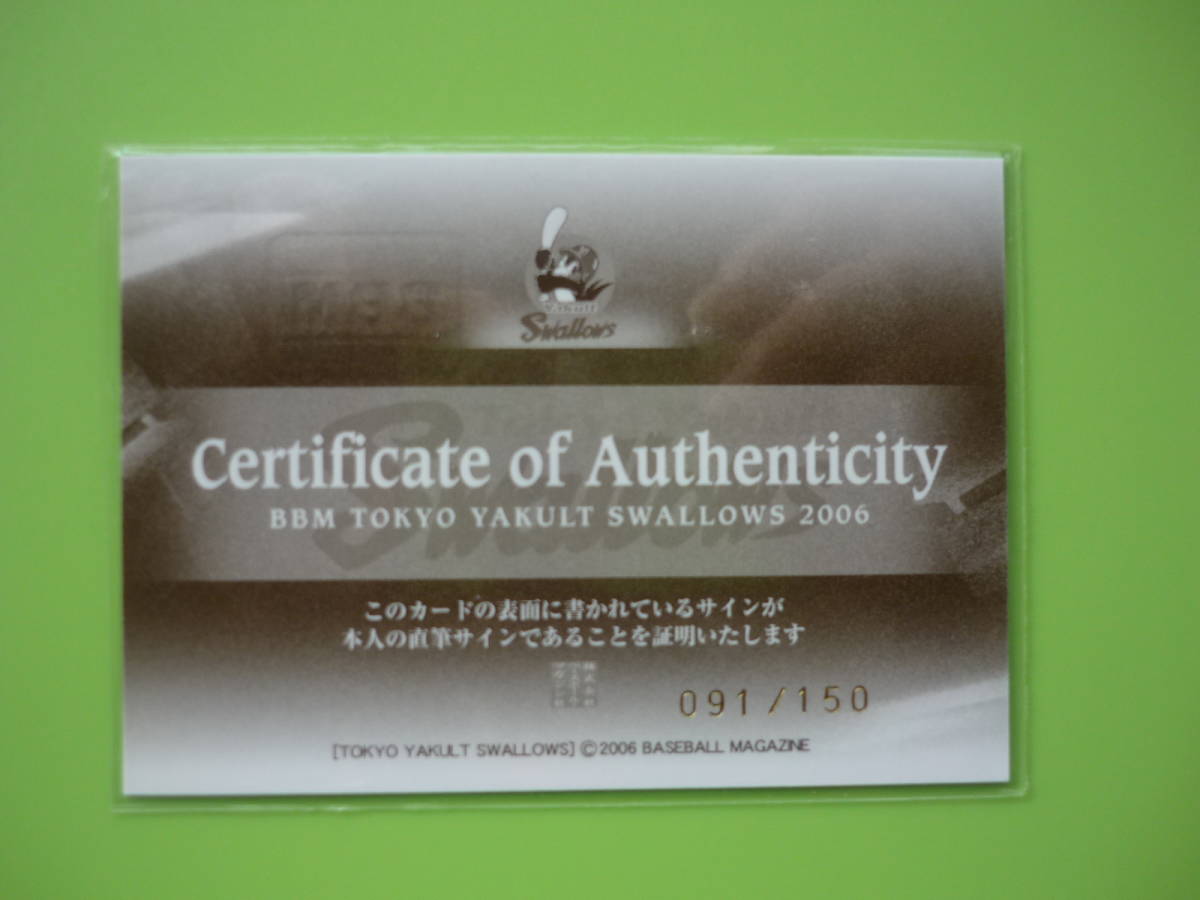 Yakult
Swallows
Certificate of Authenticity
BBM TOKYO YAKULT SWALLOWS 2006
このカードの表面に書かれているサインが
本人の直筆サインであることを証明いたします
091/150
[TOKYO YAKULT SWALLOWS] ©2006 BASEBALL MAGAZINE